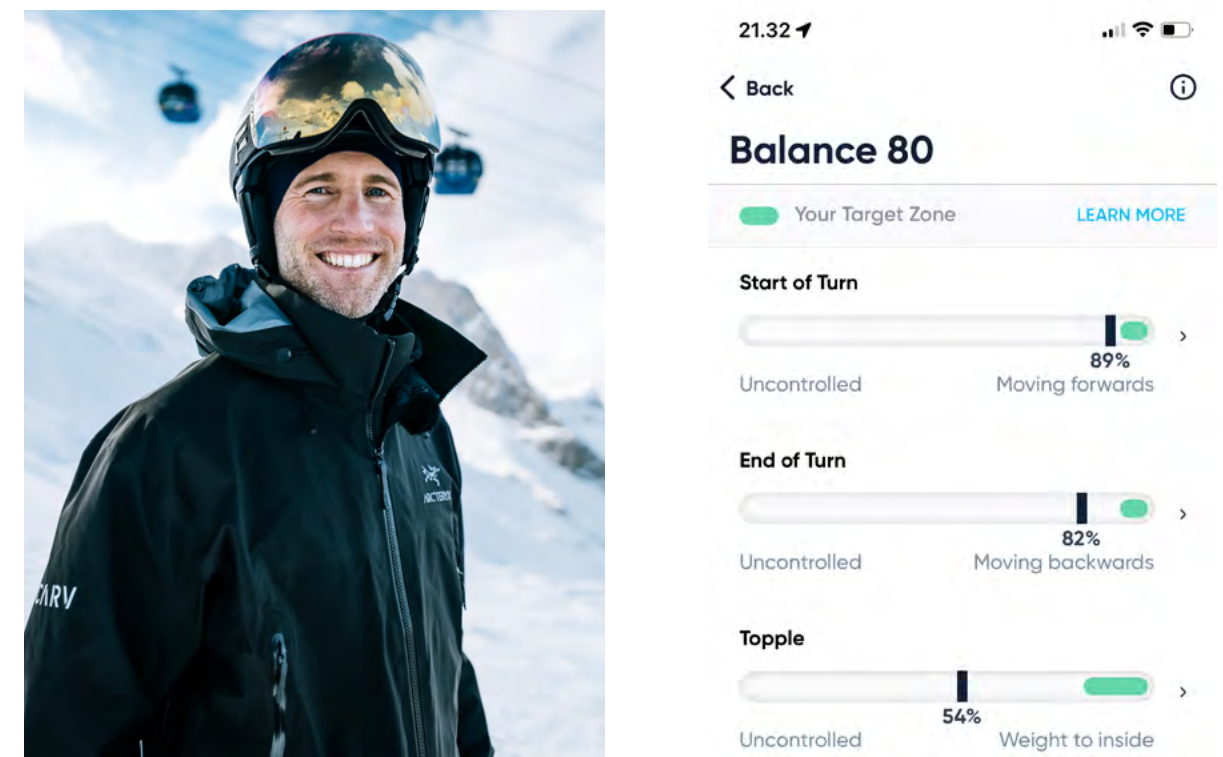 ARC'TERYX
CARV
21.32
Back
Balance 80
Your Target Zone
LEARN MORE
Start of Turn
89%
Uncontrolled
Moving forwards
End of Turn
82%
Uncontrolled
Moving backwards
Topple
54%
Uncontrolled
Weight to inside